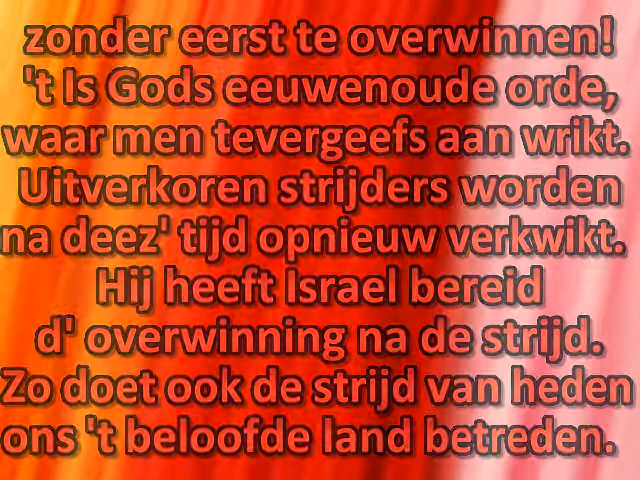 zonder eerst te overwinnen!
't Is Gods eeuwenoude orde,
waar men tevergeefs aan wrikt.
Uitverkoren strijders worden
na deez' tijd opnieuw verkwikt.
Hij heeft Israel bereid
d' overwinning na de strijd.
Zo doet ook de strijd van heden
ons 't beloofde land betreden.